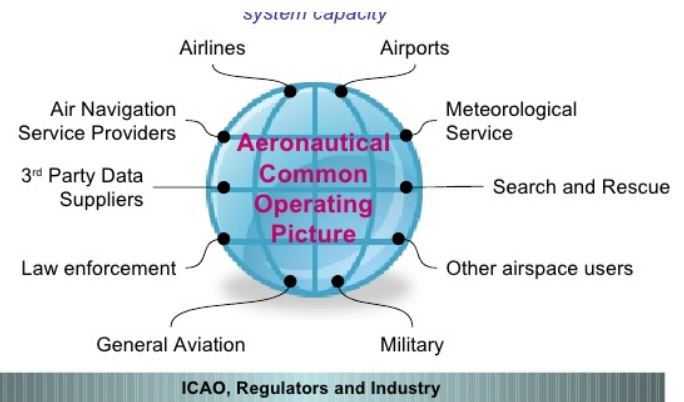 system capacity
Airlines
Airports
Air Navigation
Service Providers
Meteorological
Service
Aeronautical
Common
Operating
Picture
3rd Party Data
Suppliers
Search and Rescue
Law enforcement
Other airspace users
General Aviation
Military
ICAO, Regulators and Industry